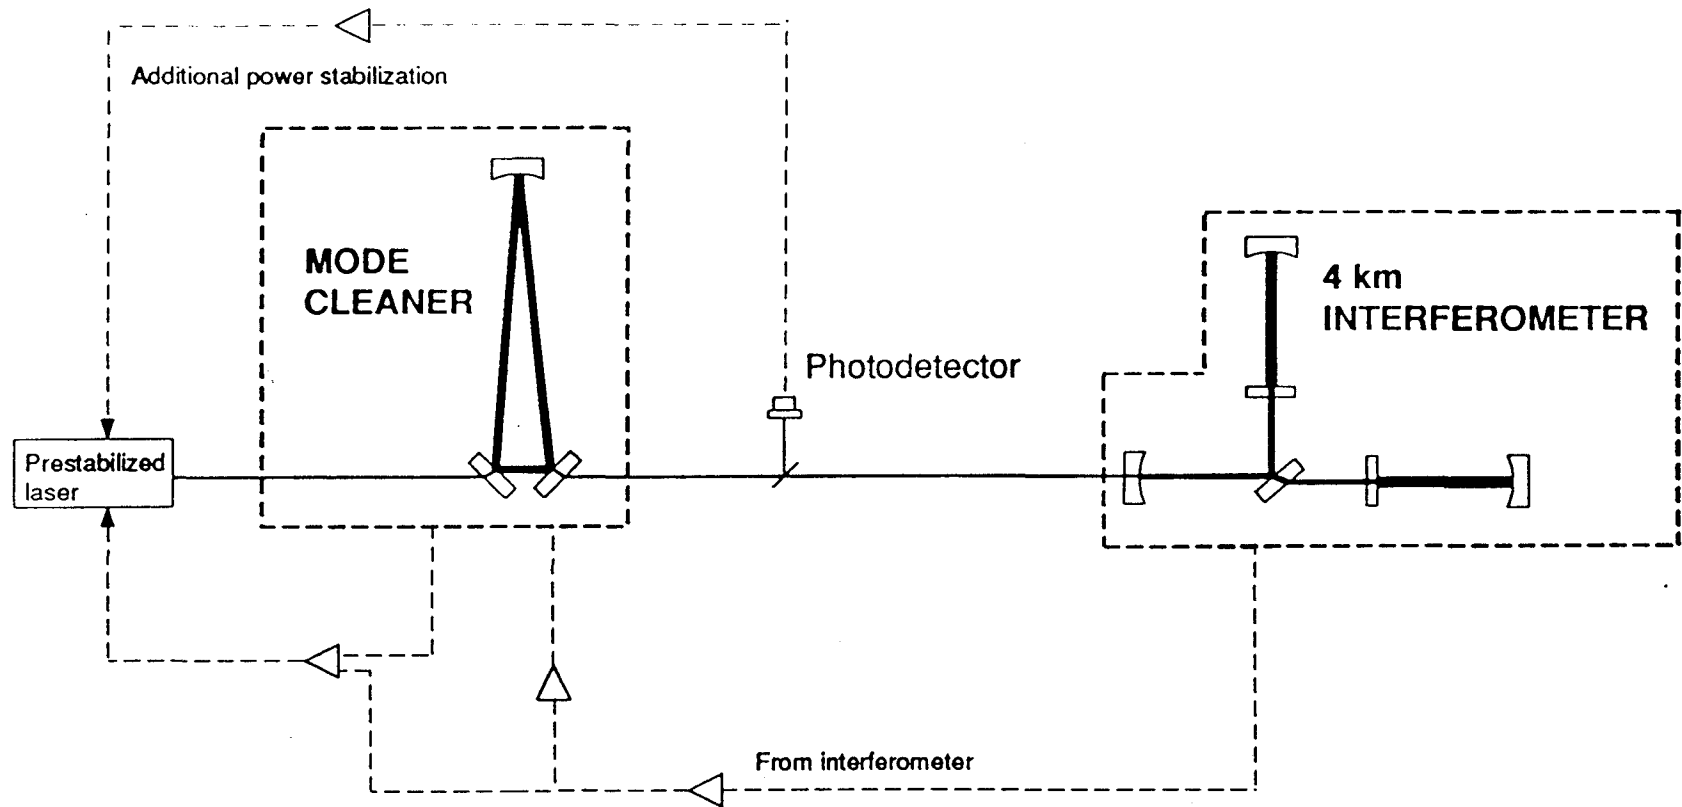 Additional power stabilization
MODE
CLEANER
4 km
INTERFEROMETER
Photodetector
Prestabilized
laser
From interferometer